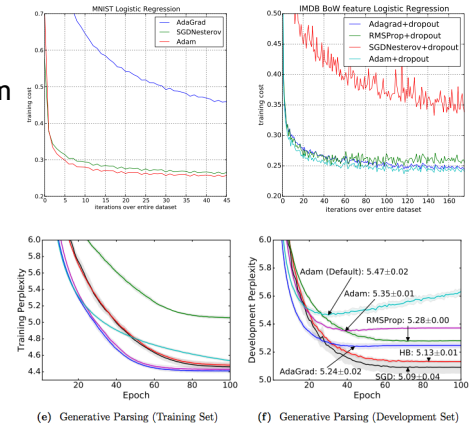 m
MNIST Logistic Regression
AdaGrad
SGDNesterov
Adam
training cost
0.7
0.6
0.5
0.4
0.3
0.2
0 5 10 15 20 25 30 35 40 45
iterations over entire dataset
IMDB BoW feature Logistic Regression
Adagrad+dropout
RMSProp+dropout
SGDNesterov+dropout
Adam+dropout
training cost
0.50
0.45
0.40
0.35
0.30
0.25
0.20
0 20 40 60 80 100 120 140 160
iterations over entire dataset
Training Perplexity
6.0
5.8
5.6
5.4
5.2
5.0
4.8
4.6
4.4
20 40 60 80 100
Epoch
(e) Generative Parsing (Training Set)
Development Perplexity
6.0
5.8
5.6
5.4
5.2
5.0
Adam (Default): 5.47±0.02
Adam: 5.35±0.01
RMSProp: 5.28±0.00
HB: 5.13±0.01
AdaGrad: 5.24±0.02
SGD: 5.09±0.04
20 40 60 80 100
Epoch
(f) Generative Parsing (Development Set)